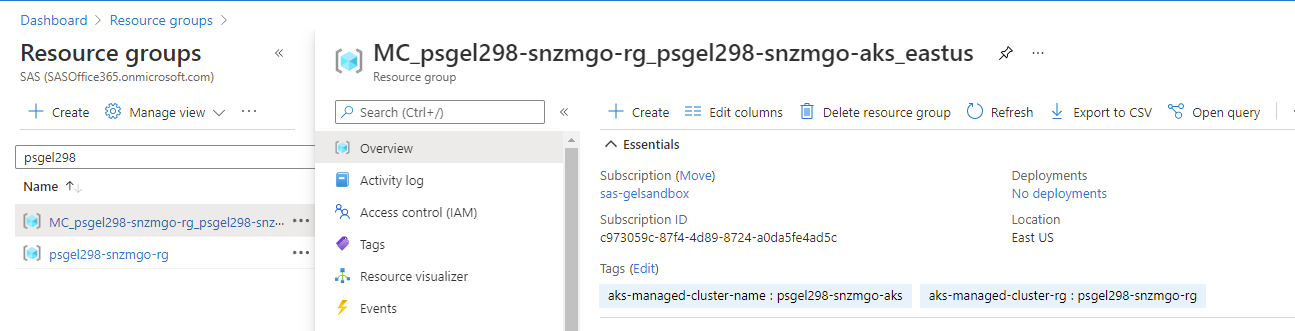 Dashboard > Resource groups >
Resource groups «
SAS (SASOffice365.onmicrosoft.com)
+ Create Manage view ···
psgel298
Name ↑↓
MC_psgel298-snzmgo-rg_psgel298-snz... ···
psgel298-snzmgo-rg ···
MC_psgel298-snzmgo-rg_psgel298-snzmgo-aks_eastus ···
Resource group
Search (Ctrl+/) «
Overview
Activity log
Access control (IAM)
Tags
Resource visualizer
Events
+ Create Edit columns Delete resource group Refresh Export to CSV Open query
Essentials
Subscription (Move)
sas-gelsandbox
Subscription ID
c973059c-87f4-4d89-8724-a0da5fe4ad5c
Deployments
No deployments
Location
East US
Tags (Edit)
aks-managed-cluster-name : psgel298-snzmgo-aks aks-managed-cluster-rg : psgel298-snzmgo-rg